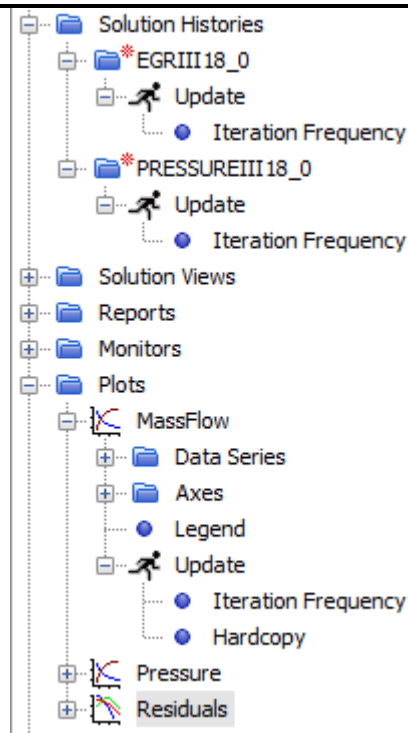 Solution Histories
*EGRIII18_0
Update
Iteration Frequency
*PRESSUREIII18_0
Update
Iteration Frequency
Solution Views
Reports
Monitors
Plots
MassFlow
Data Series
Axes
Legend
Update
Iteration Frequency
Hardcopy
Pressure
Residuals